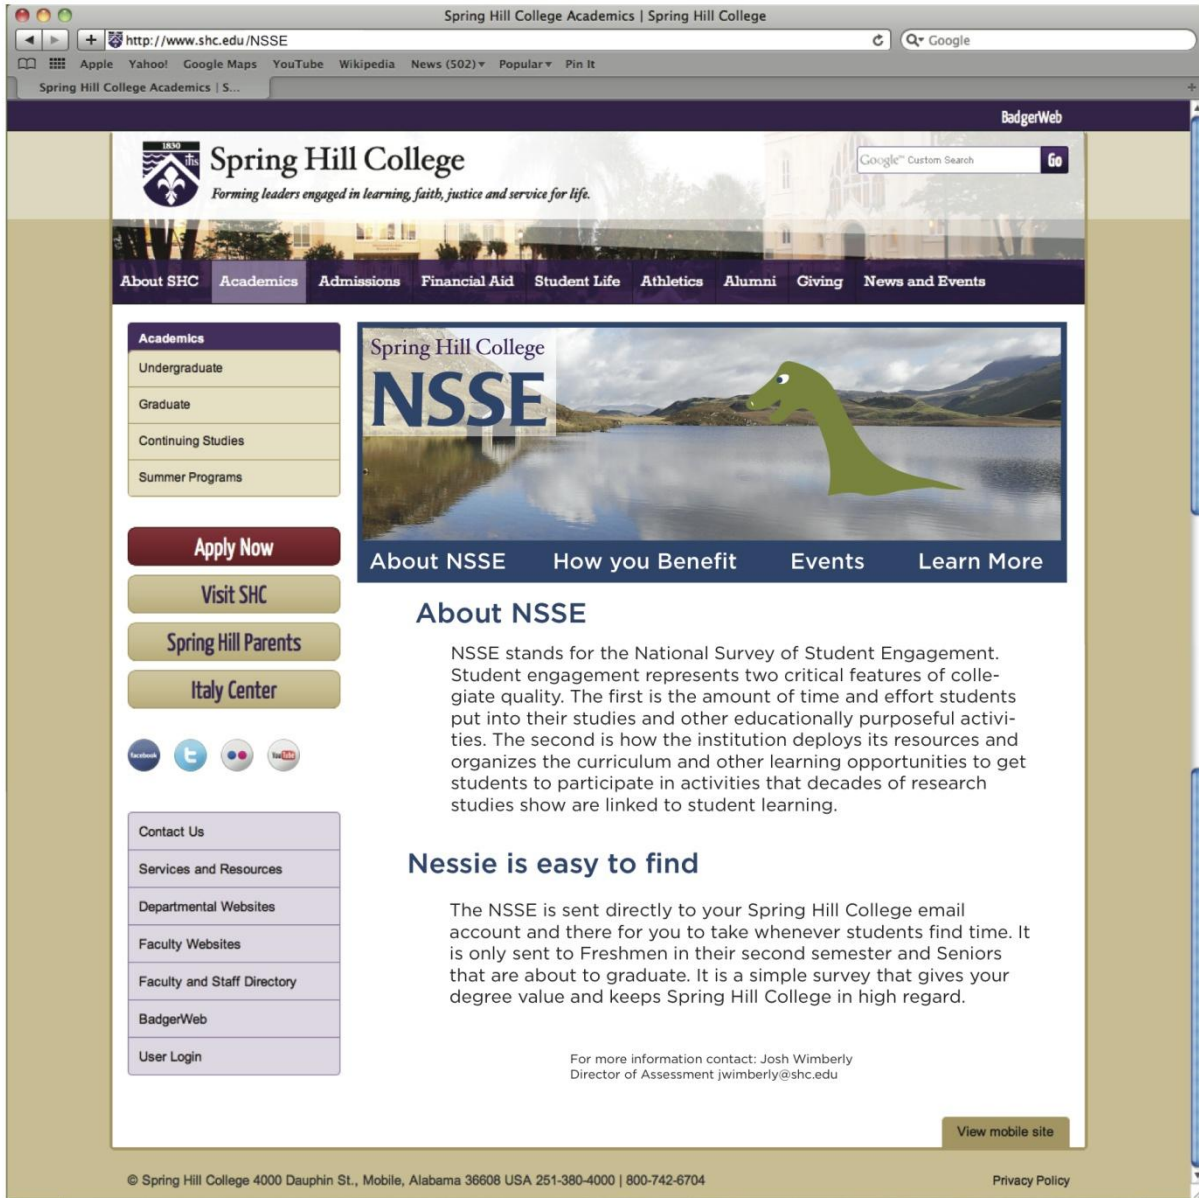 Spring Hill College Academics | Spring Hill College
http://www.shc.edu/NSSE
Google
Apple Yahoo! Google Maps YouTube Wikipedia News (502) Popular Pin It
Spring Hill College Academics | S...
BadgerWeb
1830
ihs
Spring Hill College
Forming leaders engaged in learning, faith, justice and service for life.
Google™ Custom Search
Go
About SHC Academics Admissions Financial Aid Student Life Athletics Alumni Giving News and Events
Academics
Undergraduate
Graduate
Continuing Studies
Summer Programs
Apply Now
Visit SHC
Spring Hill Parents
Italy Center
facebook
YouTube
Contact Us
Services and Resources
Departmental Websites
Faculty Websites
Faculty and Staff Directory
BadgerWeb
User Login
Spring Hill College
NSSE
About NSSE How you Benefit Events Learn More
About NSSE
NSSE stands for the National Survey of Student Engagement.
Student engagement represents two critical features of colle-
giate quality. The first is the amount of time and effort students
put into their studies and other educationally purposeful activi-
ties. The second is how the institution deploys its resources and
organizes the curriculum and other learning opportunities to get
students to participate in activities that decades of research
studies show are linked to student learning.
Nessie is easy to find
The NSSE is sent directly to your Spring Hill College email
account and there for you to take whenever students find time. It
is only sent to Freshmen in their second semester and Seniors
that are about to graduate. It is a simple survey that gives your
degree value and keeps Spring Hill College in high regard.
For more information contact: Josh Wimberly
Director of Assessment jwimberly@shc.edu
View mobile site
© Spring Hill College 4000 Dauphin St., Mobile, Alabama 36608 USA 251-380-4000 | 800-742-6704
Privacy Policy